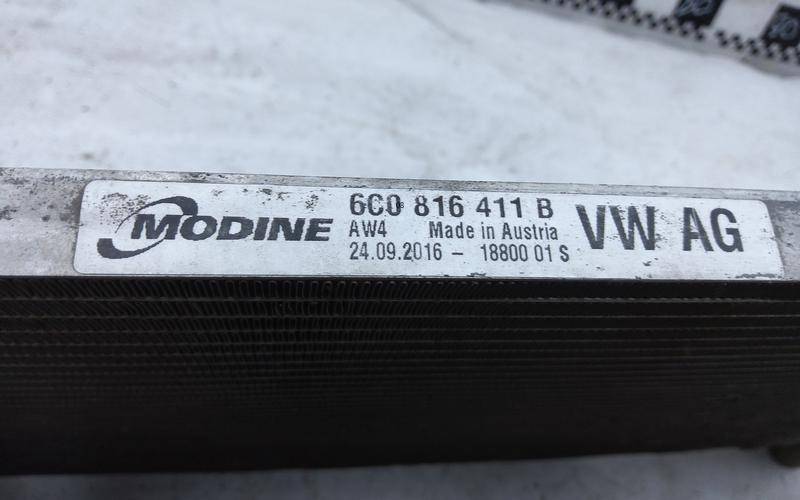 MODINE
6C0 816 411 B
AW4 Made in Austria
24.09.2016 – 18800 01 S
VW AG